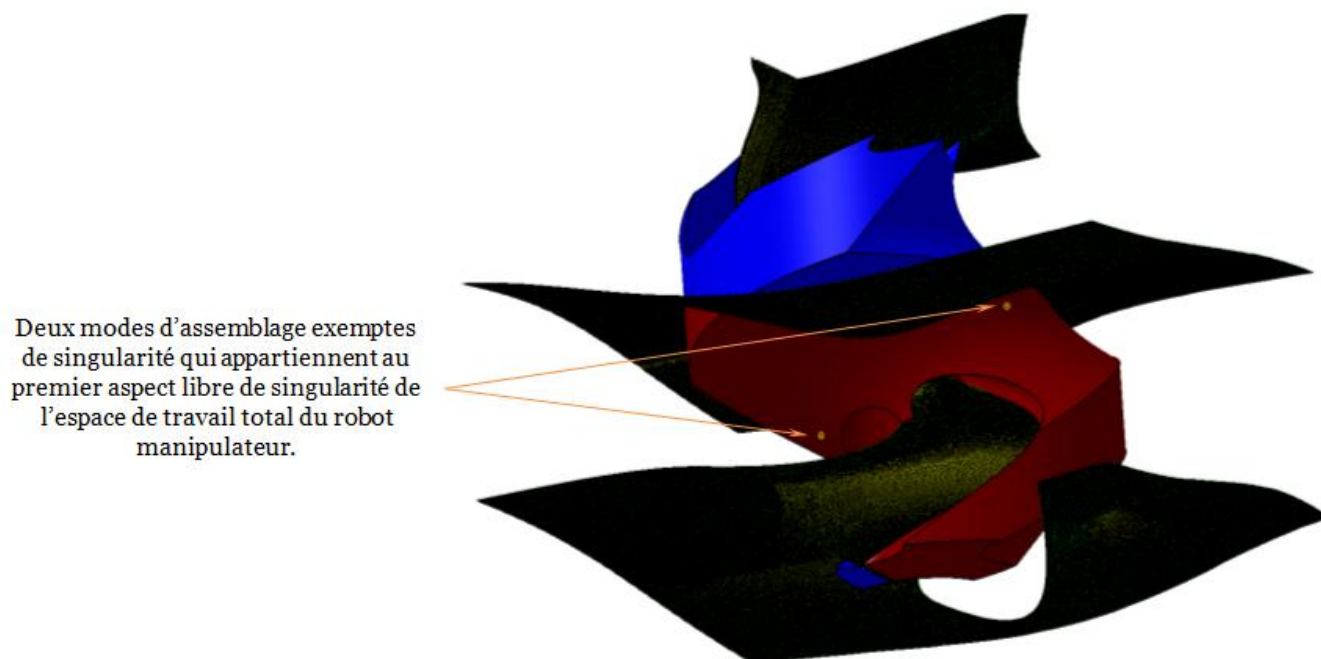 Deux modes d’assemblage exemptes
de singularité qui appartiennent au
premier aspect libre de singularité de
l’espace de travail total du robot
manipulateur.